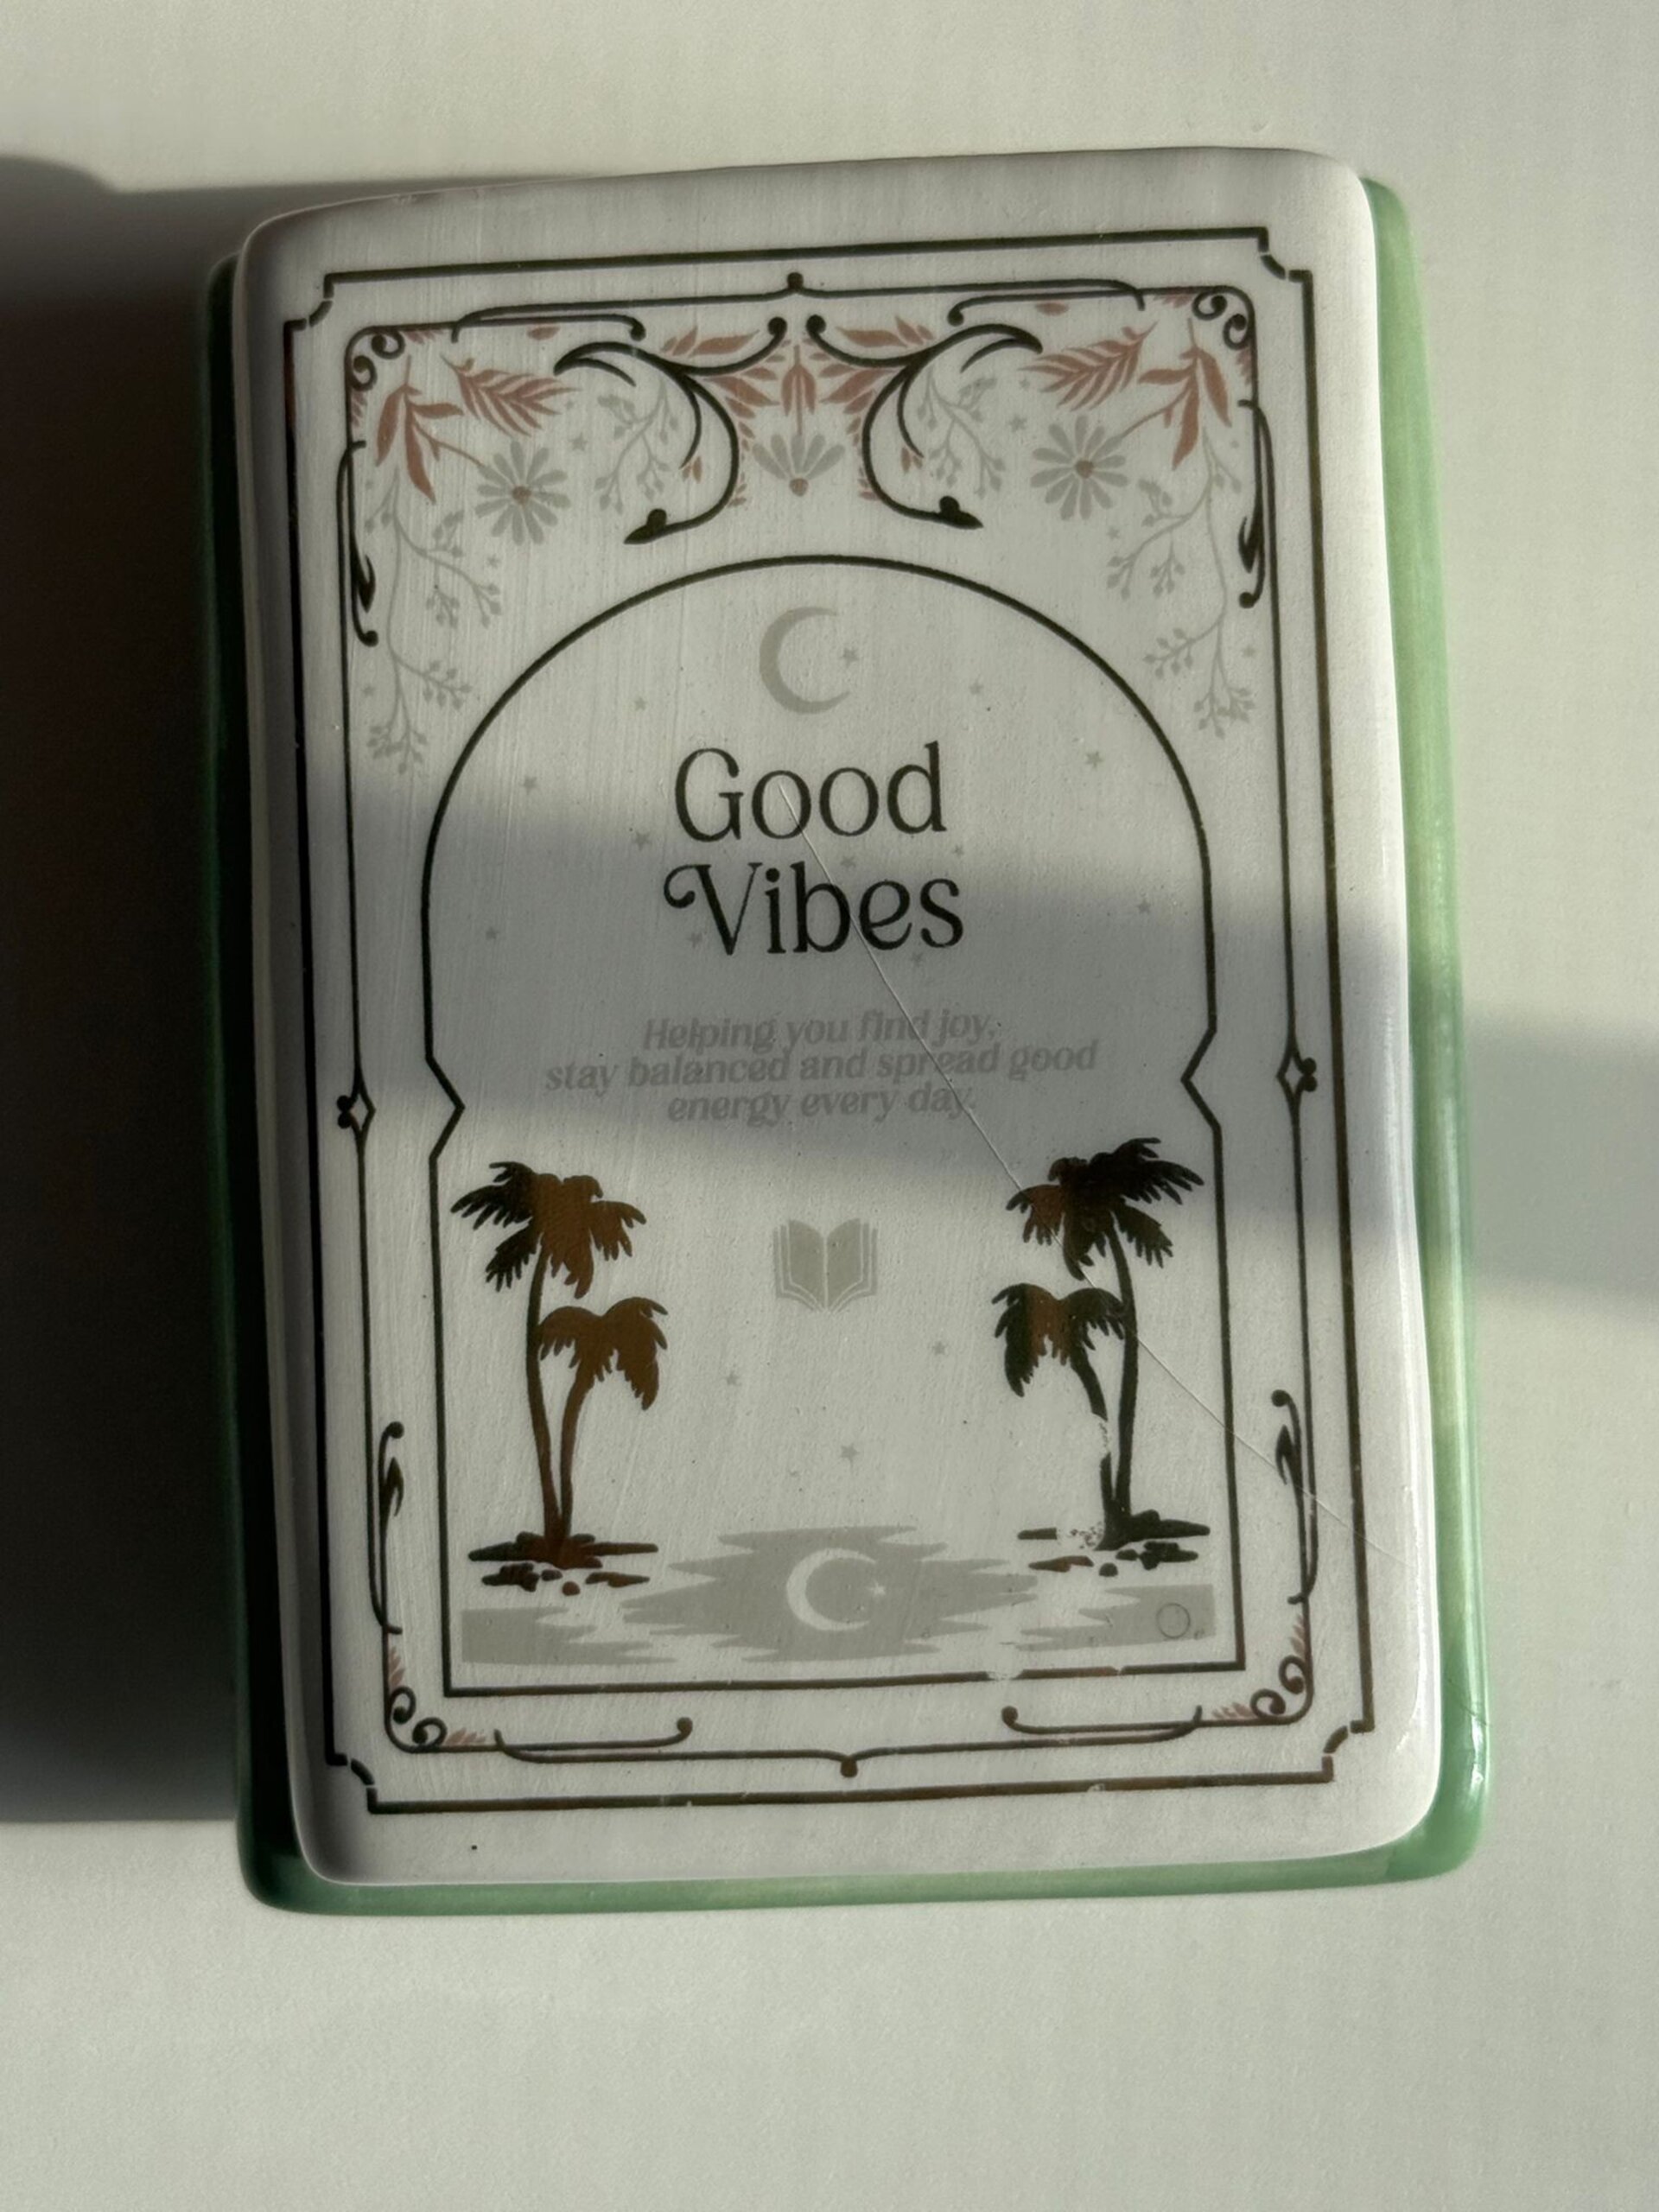 Good
Vibes
Helping you find joy,
stay balanced and spread good
energy every day.